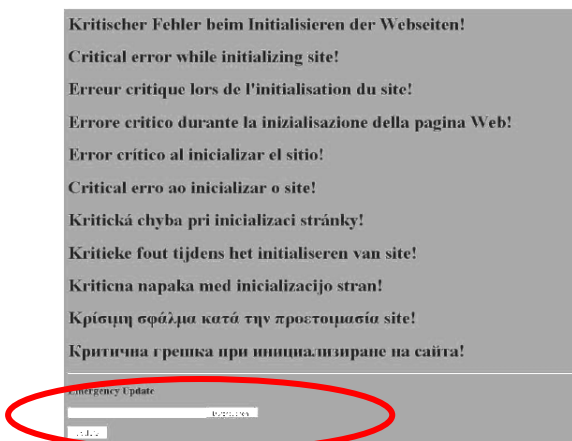 Kritischer Fehler beim Initialisieren der Webseiten!
Critical error while initializing site!
Erreur critique lors de l'initialisation du site!
Errore critico durante la inizialisazione della pagina Web!
Error crítico al inicializar el sitio!
Critical erro ao inicializar o site!
Kritická chyba pri inicializaci stránky!
Kritieke fout tijdens het initialiseren van site!
Kriticna napaka med inicializacijo stran!
Κρίσιμη σφάλμα κατά την προετοιμασία site!
Критична грешка при инициализиране на сайта!
Emergency Update